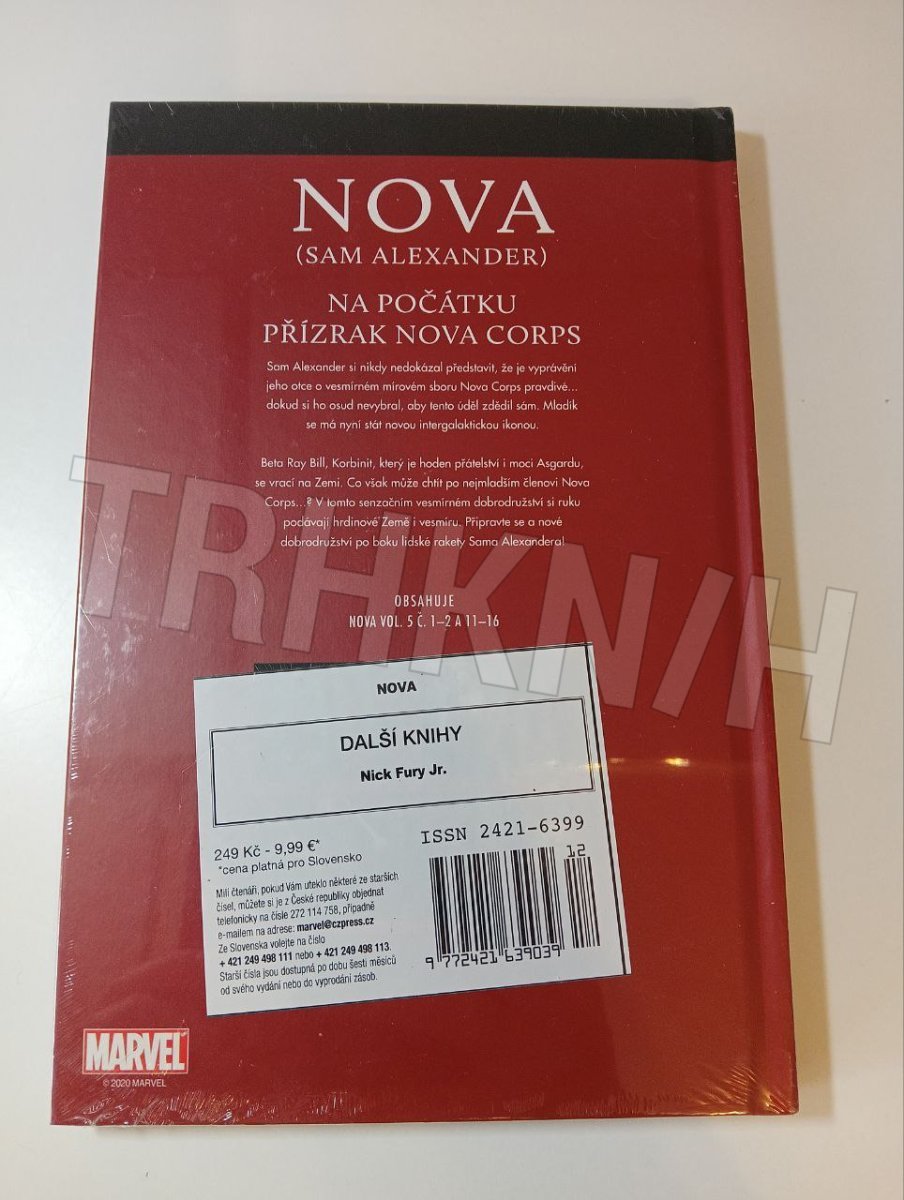 NOVA
(SAM ALEXANDER)
NA POČÁTKU
PŘÍZRAK NOVA CORPS
Sam Alexander si nikdy nedokázal představit, že je vyprávění
jeho otce o vesmírném mírovém sboru Nova Corps pravdivé...
dokud si ho osud nevybral, aby tento úděl zdědil sám. Mladík
se má nyní stát novou intergalaktickou ikonou.
Beta Ray Bill, Korbinit, který je hoden přátelství i moci Asgardu,
se vrací na Zemi. Co však může chtít po nejmladším členovi Nova
Corps...? V tomto senzačním vesmírném dobrodružství si ruku
podávají hrdinové Země i vesmíru. Připravte se a nové
dobrodružství po boku lidské rakety Sama Alexandera!
TRHKNIH
OBSAHUJE
NOVA VOL. 5 Č. 1–2 A 11–16
NOVA
DALŠÍ KNIHY
Nick Fury Jr.
249 Kč - 9,99 €*
*cena platná pro Slovensko
Milí čtenáři, pokud Vám uteklo některé ze starších
čísel, můžete si je z České republiky objednat
telefonicky na čísle 272 114 758, případně
e-mailem na adrese: marvel@czpress.cz
Ze Slovenska volejte na číslo
+ 421 249 498 111 nebo + 421 249 498 113.
Starší čísla jsou dostupná po dobu šesti měsíců
od svého vydání nebo do vyprodání zásob.
ISSN 2421-6399
12
9 772421 639039
MARVEL
© 2020 MARVEL